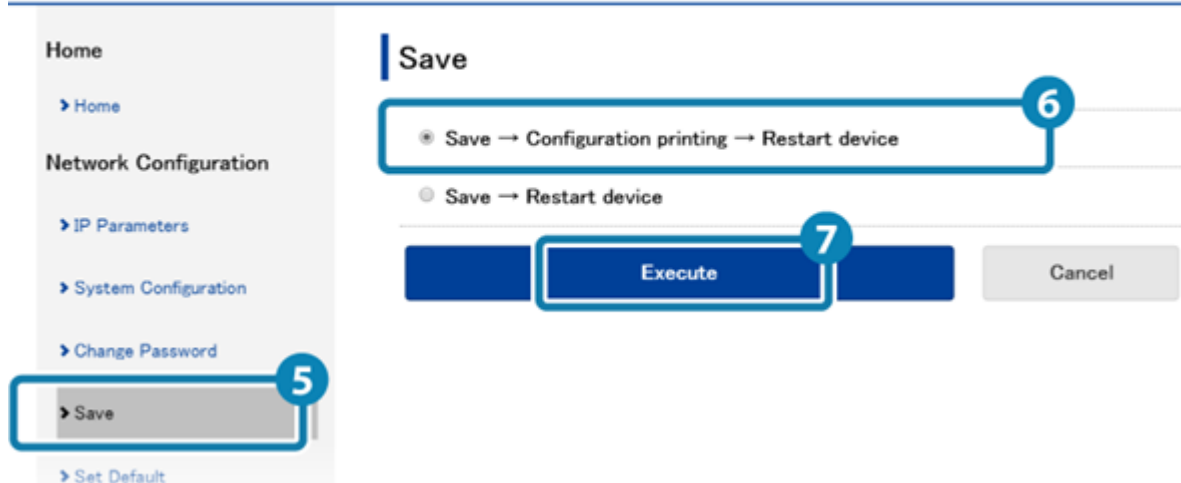 Home
> Home
Network Configuration
> IP Parameters
> System Configuration
> Change Password
5
> Save
> Set Default
Save
6
Save → Configuration printing → Restart device
Save → Restart device
7
Execute
Cancel